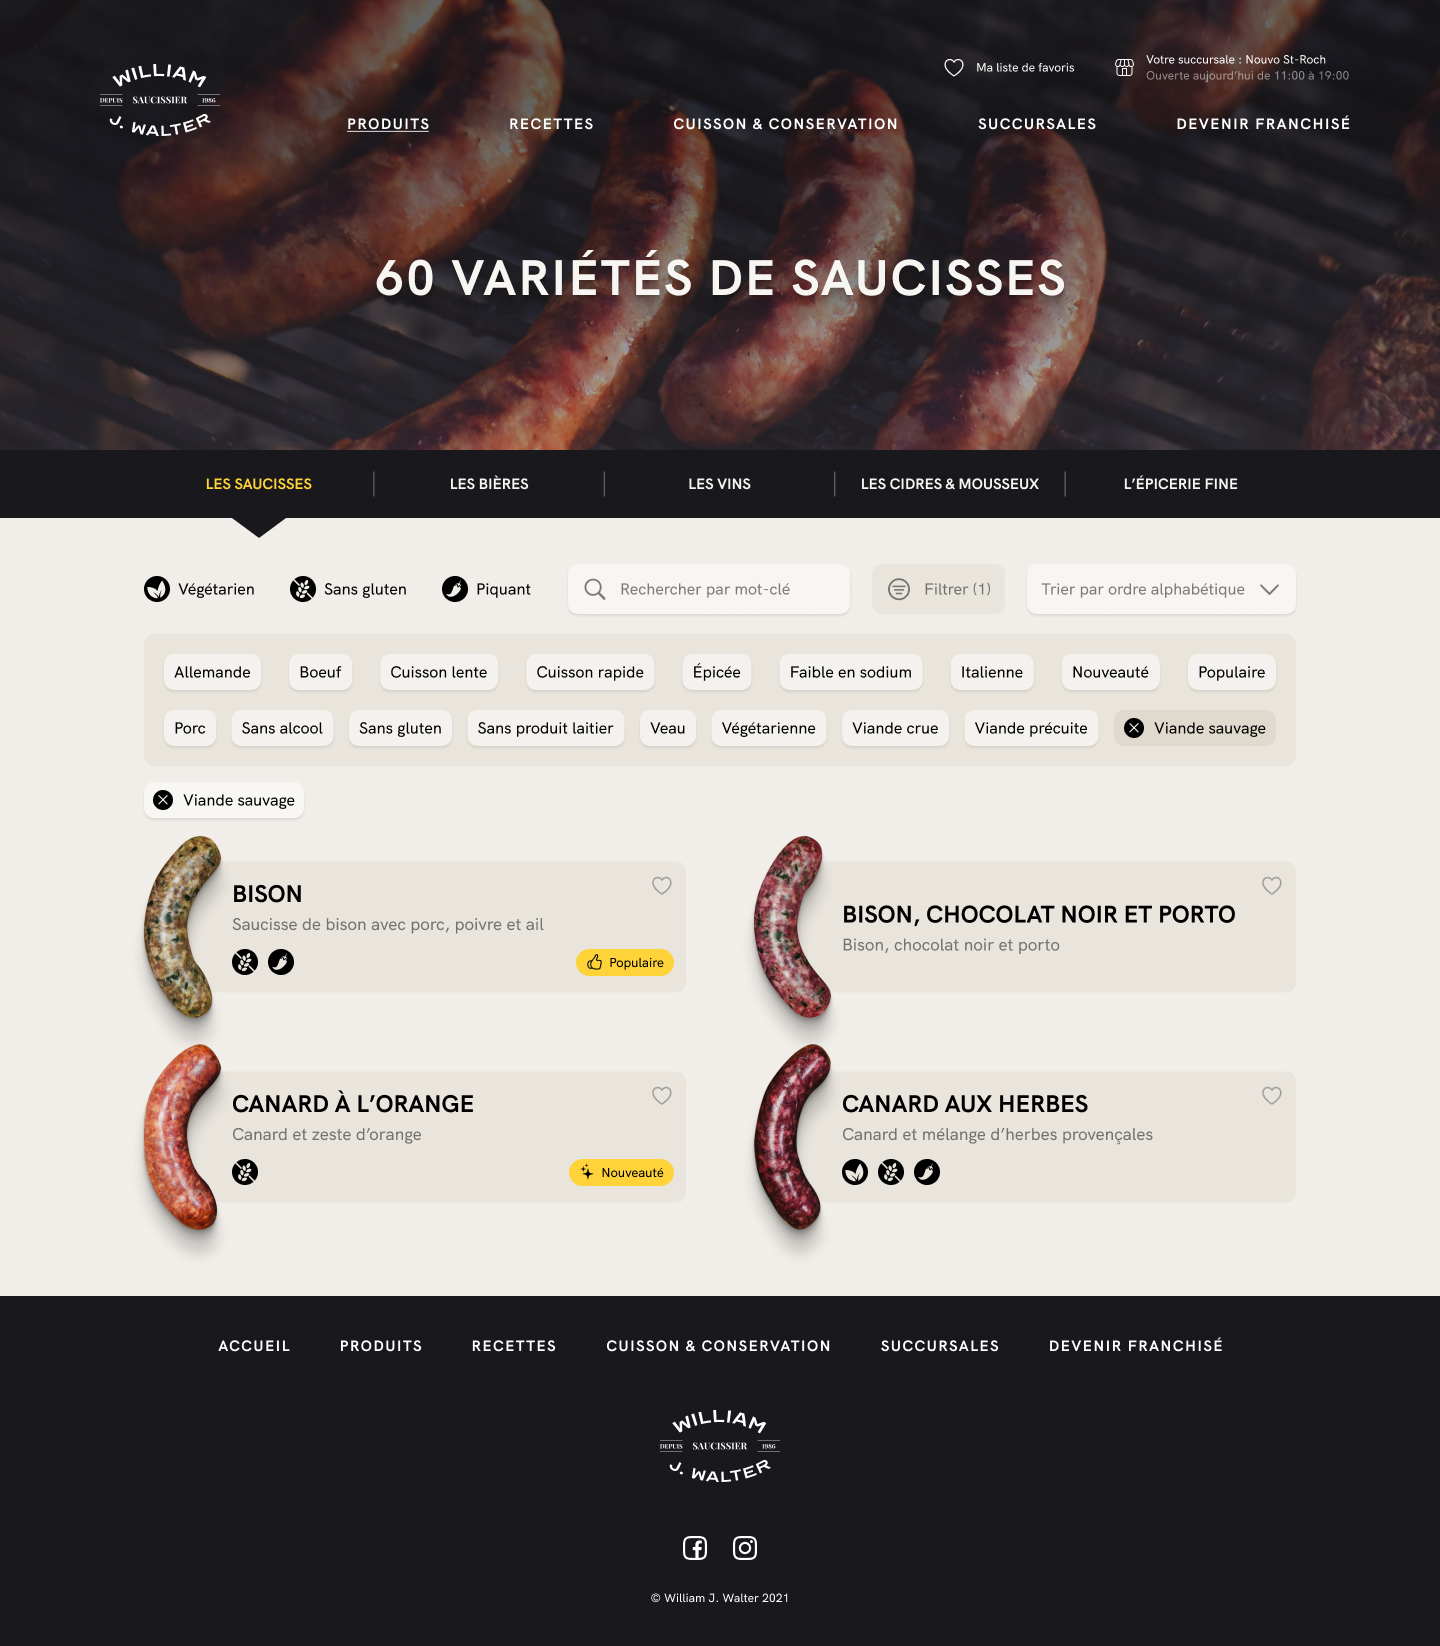 WILLIAM
DEPUIS SAUCISSIER 1986
J. WALTER
Ma liste de favoris
Votre succursale : Nouvo St-Roch
Ouverte aujourd'hui de 11:00 à 19:00
PRODUITS
RECETTES
CUISSON & CONSERVATION
SUCCURSALES
DEVENIR FRANCHISÉ
60 VARIÉTÉS DE SAUCISSES
LES SAUCISSES
LES BIÈRES
LES VINS
LES CIDRES & MOUSSEUX
L'ÉPICERIE FINE
Végétarien
Sans gluten
Piquant
Rechercher par mot-clé
Filtrer (1)
Trier par ordre alphabétique
Allemande
Boeuf
Cuisson lente
Cuisson rapide
Épicée
Faible en sodium
Italienne
Nouveauté
Populaire
Porc
Sans alcool
Sans gluten
Sans produit laitier
Veau
Végétarienne
Viande crue
Viande précuite
Viande sauvage
Viande sauvage
BISON
Saucisse de bison avec porc, poivre et ail
Populaire
BISON, CHOCOLAT NOIR ET PORTO
Bison, chocolat noir et porto
CANARD À L'ORANGE
Canard et zeste d'orange
Nouveauté
CANARD AUX HERBES
Canard et mélange d'herbes provençales
ACCUEIL
PRODUITS
RECETTES
CUISSON & CONSERVATION
SUCCURSALES
DEVENIR FRANCHISÉ
WILLIAM
DEPUIS SAUCISSIER 1986
J. WALTER
© William J. Walter 2021